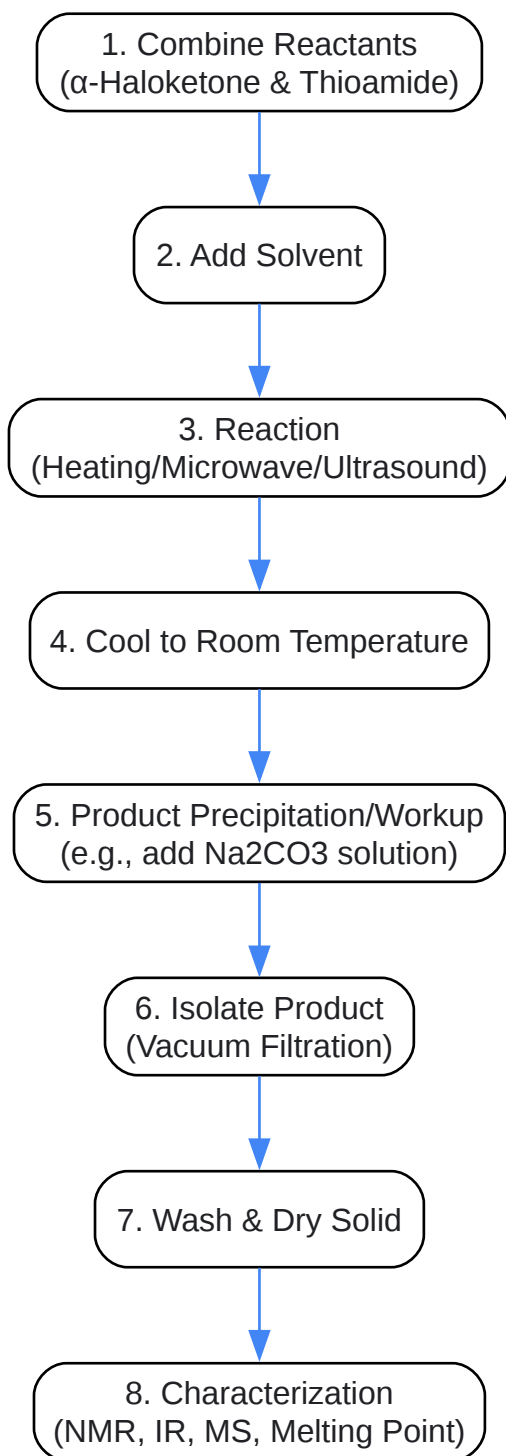 1. Combine Reactants
(α-Haloketone & Thioamide)
2. Add Solvent
3. Reaction
(Heating/Microwave/Ultrasound)
4. Cool to Room Temperature
5. Product Precipitation/Workup
(e.g., add Na2CO3 solution)
6. Isolate Product
(Vacuum Filtration)
7. Wash & Dry Solid
8. Characterization
(NMR, IR, MS, Melting Point)